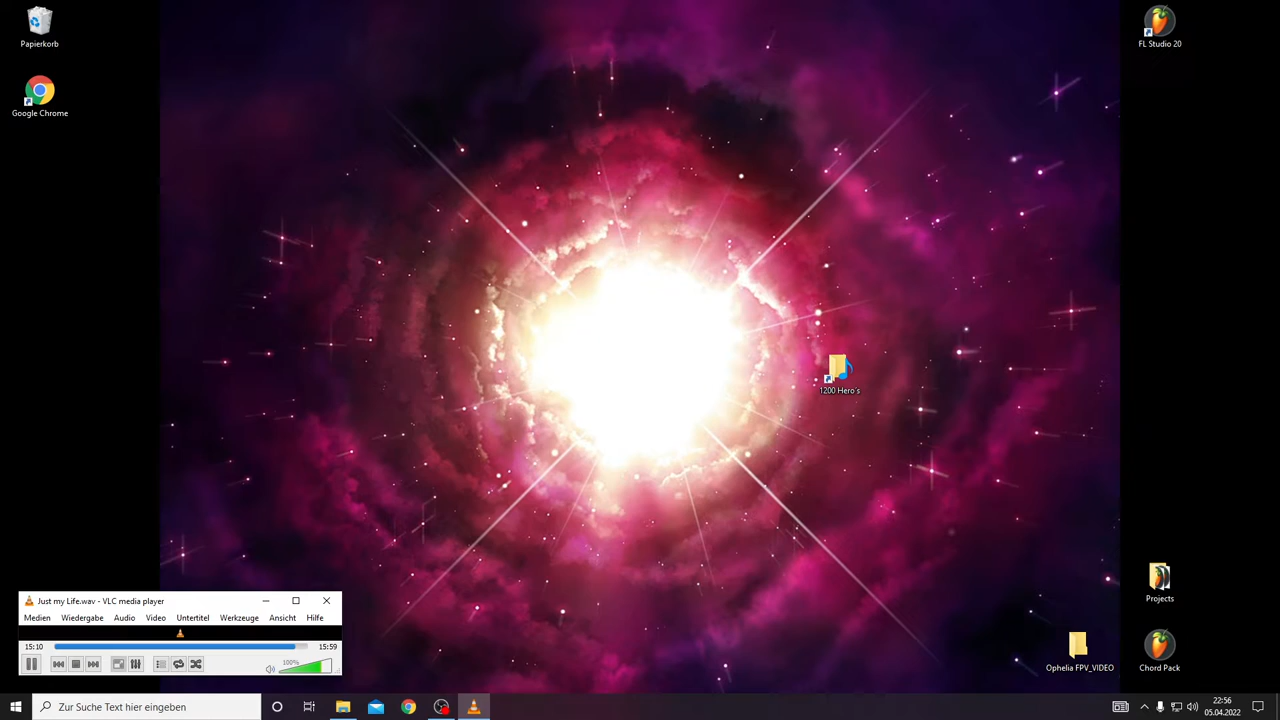 Papierkorb
Google Chrome
FL Studio 20
1200 Hero's
Projects
Ophelia FPV_VIDEO
Chord Pack
Just my Life.wav - VLC media player
Medien Wiedergabe Audio Video Untertitel Werkzeuge Ansicht Hilfe
15:10 15:59
100%
Zur Suche Text hier eingeben
22:56
05.04.2022